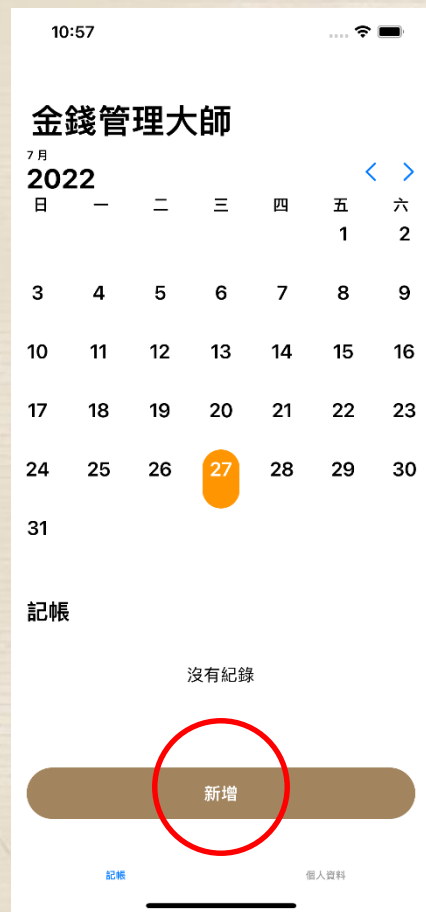 10:57
金錢管理大師
7月
2022
日 一 二 三 四 五 六
1 2
3 4 5 6 7 8 9
10 11 12 13 14 15 16
17 18 19 20 21 22 23
24 25 26 27 28 29 30
31
記帳
沒有紀錄
新增
記帳 個人資料